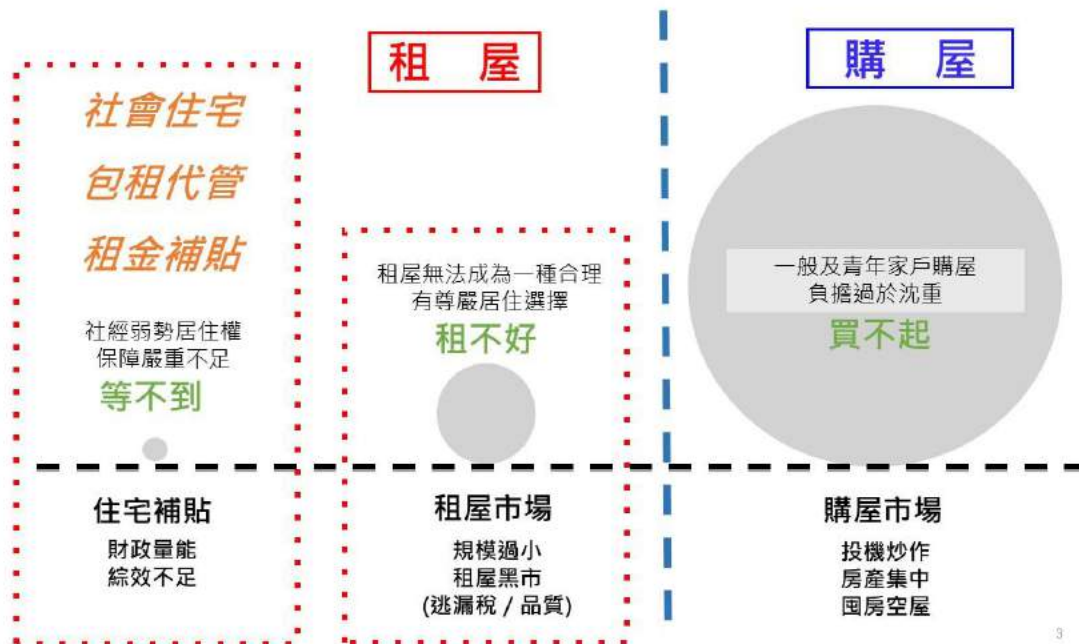 租 屋
購 屋
社會住宅
包租代管
租金補貼
社經弱勢居住權
保障嚴重不足
等不到
租屋無法成為一種合理
有尊嚴居住選擇
租不好
一般及青年家戶購屋
負擔過於沈重
買不起
住宅補貼
財政量能
綜效不足
租屋市場
規模過小
租屋黑市
(逃漏稅 / 品質)
購屋市場
投機炒作
房產集中
囤房空屋
3